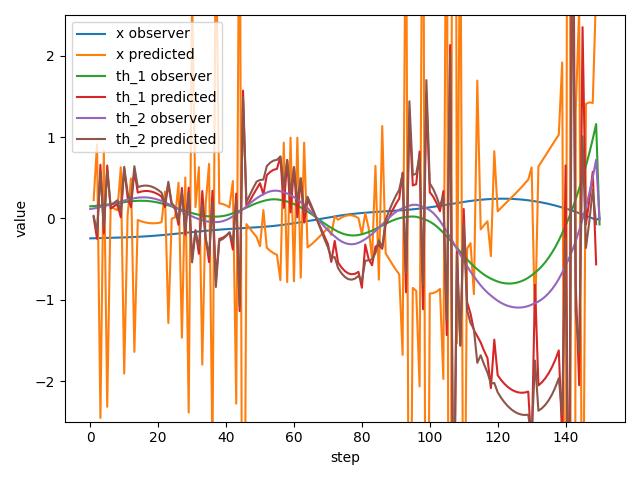 x observer
x predicted
th_1 observer
th_1 predicted
th_2 observer
th_2 predicted
2
1
0
−1
−2
value
0 20 40 60 80 100 120 140
step